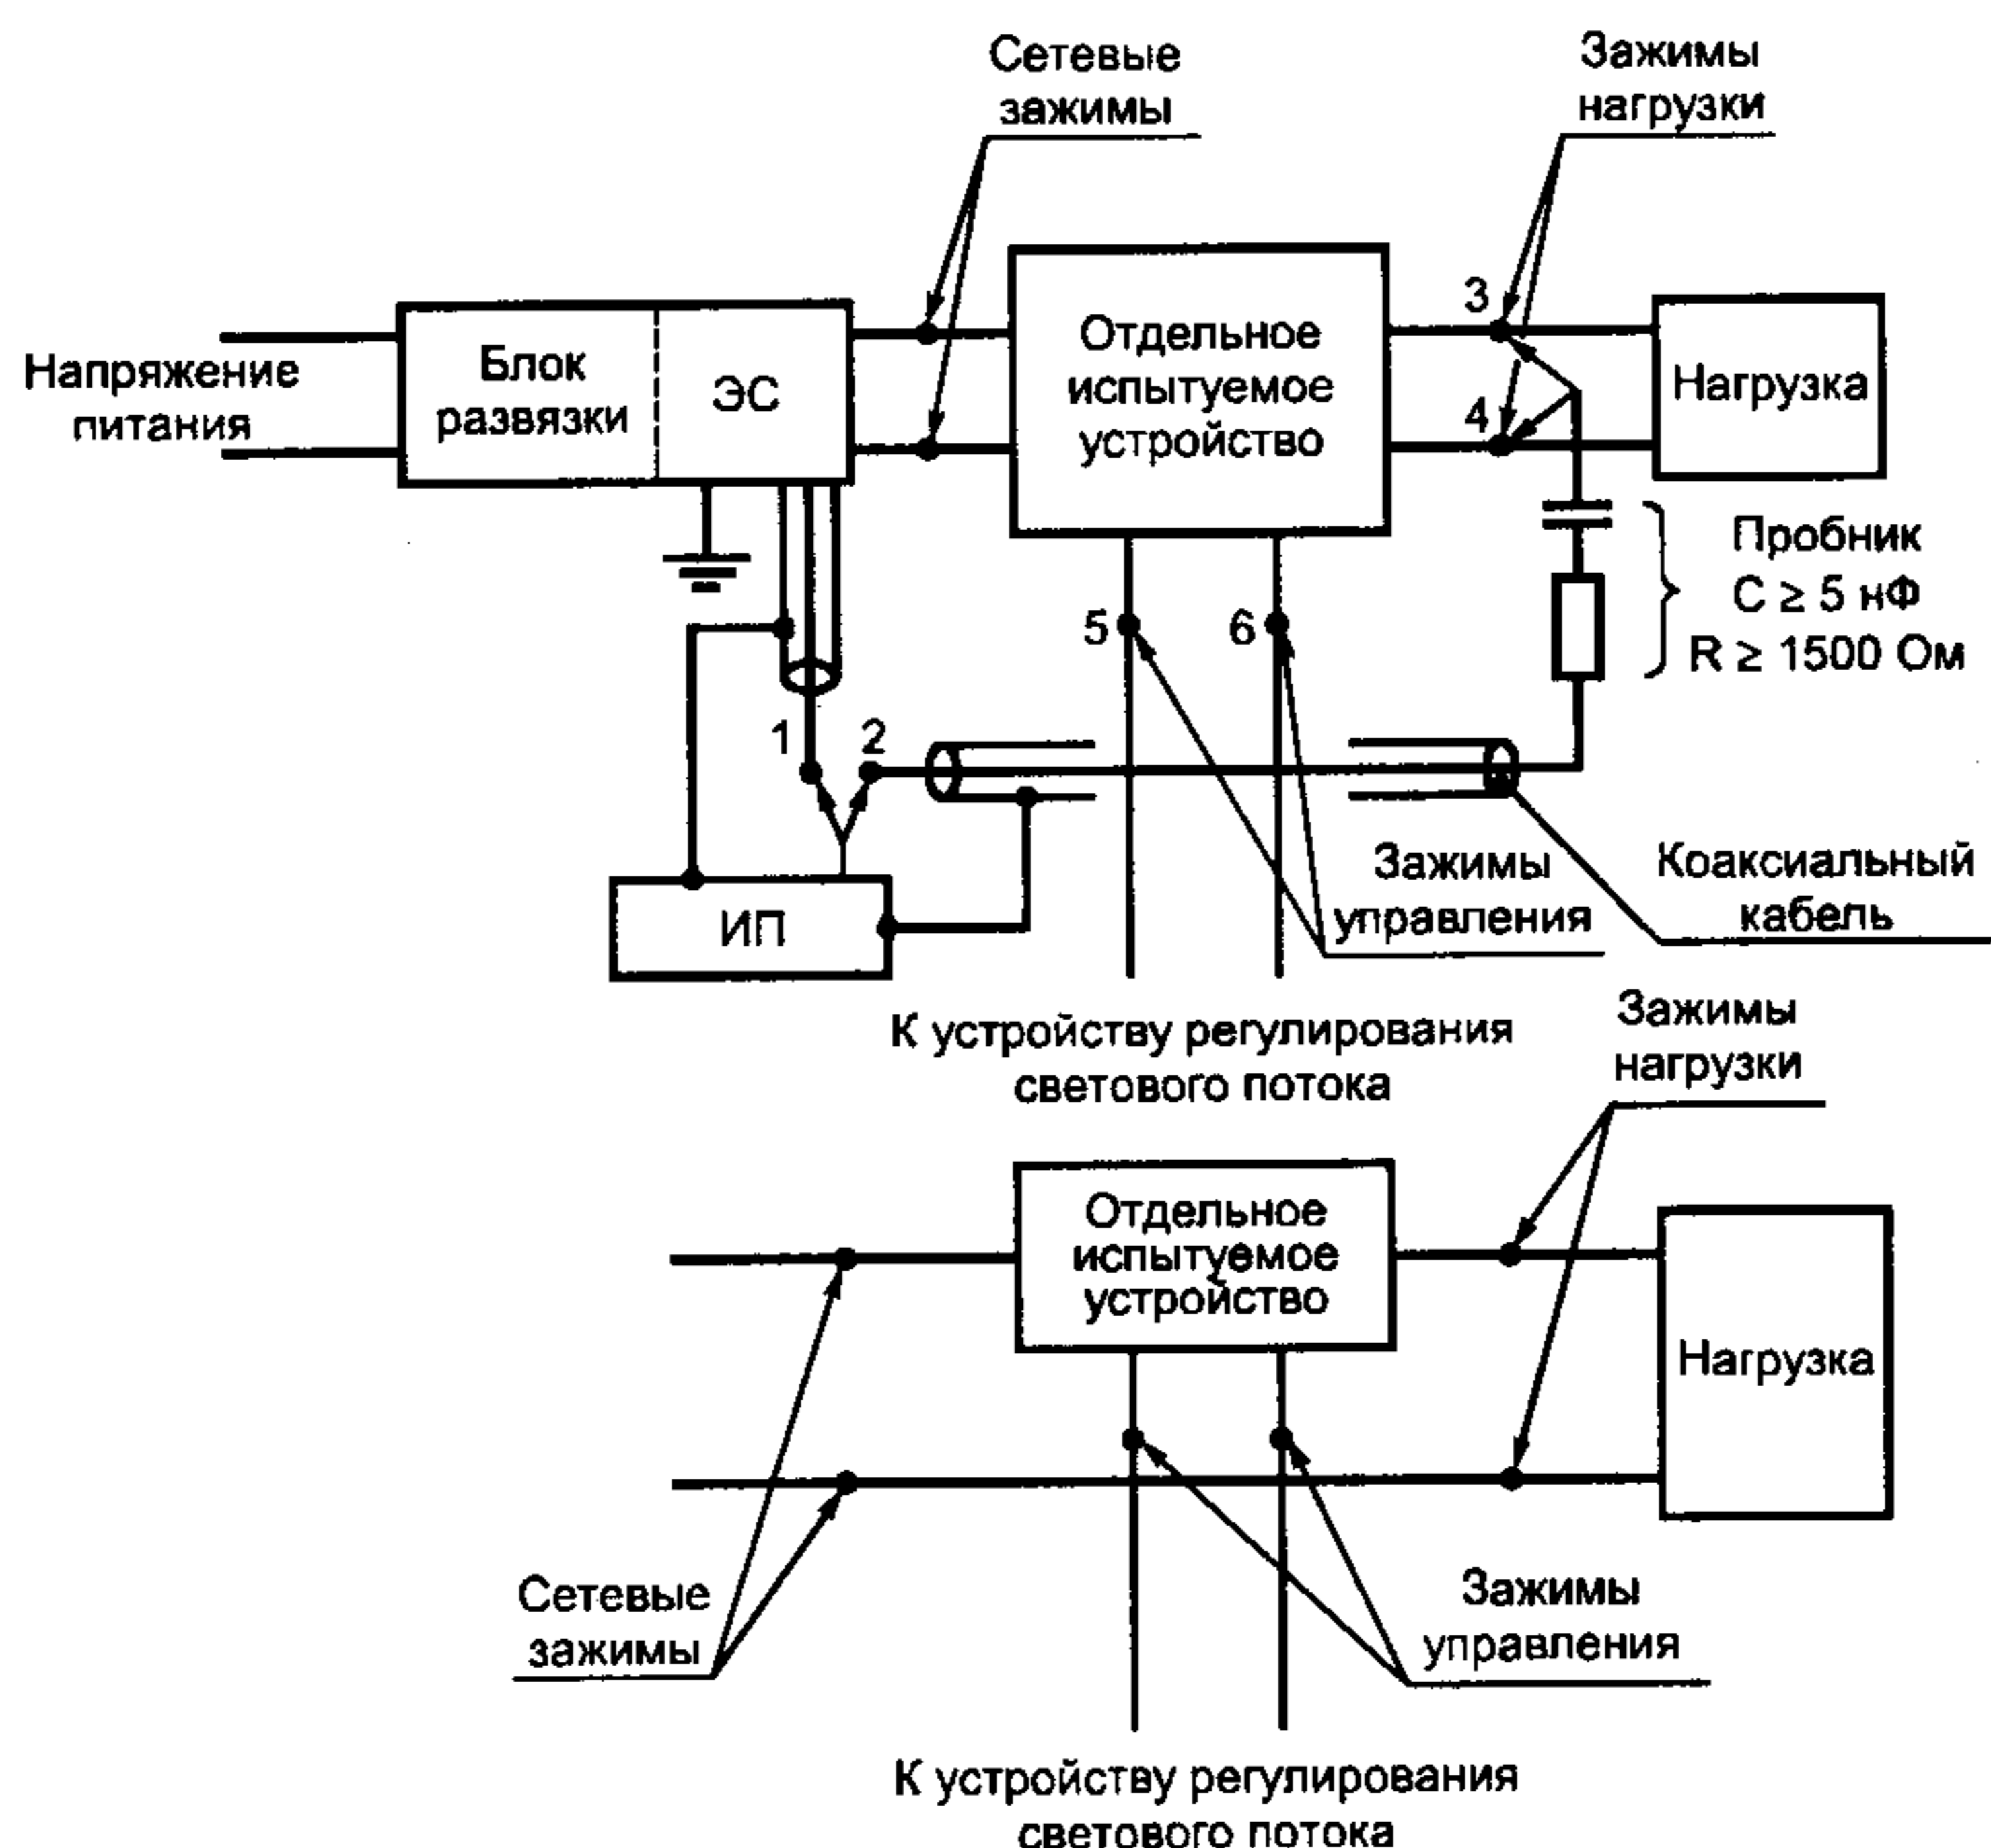 Сетевые
зажимы
Зажимы
нагрузки
Напряжение
питания
Блок
развязки
ЭС
Отдельное
испытуемое
устройство
3
4
Нагрузка
Пробник
C ≥ 5 нФ
R ≥ 1500 Ом
5
6
1
2
ИП
Зажимы
управления
Коаксиальный
кабель
К устройству регулирования
светового потока
Зажимы
нагрузки
Отдельное
испытуемое
устройство
Нагрузка
Сетевые
зажимы
Зажимы
управления
К устройству регулирования
светового потока